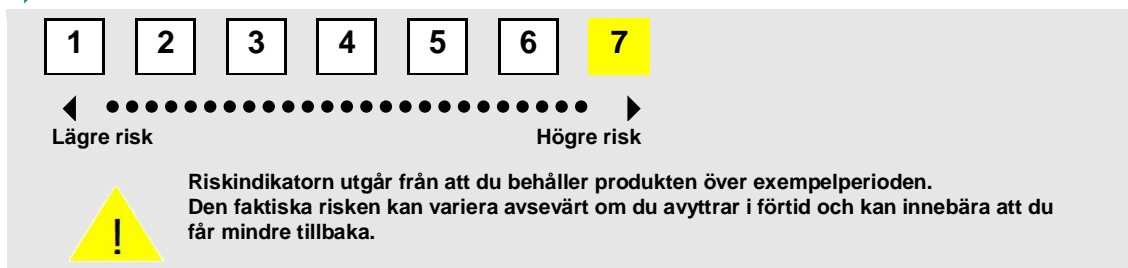 1 2 3 4 5 6 7
Lägre risk Högre risk
Riskindikatorn utgår från att du behåller produkten över exempelperioden.
Den faktiska risken kan variera avsevärt om du avyttrar i förtid och kan innebära att du
får mindre tillbaka.
!